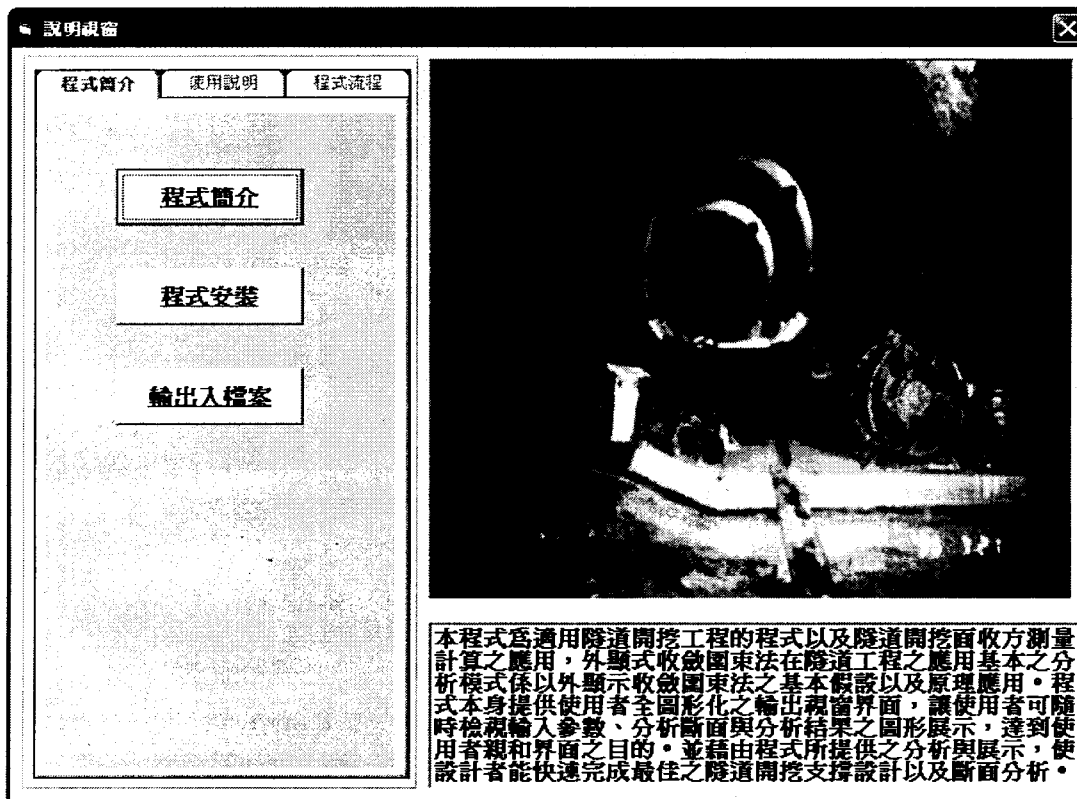 說明視窗
程式簡介
使用說明
程式流程
程式簡介
程式安裝
輸出入檔案
本程式為適用隧道開挖工程的程式以及隧道開挖面收方測量
計算之應用，外顯式收斂圍束法在隧道工程之應用基本之分
析模式係以外顯示收斂圍束法之基本假設以及原理應用。程
式本身提供使用者全圖形化之輸出視窗界面，讓使用者可隨
時檢視輸入參數、分析斷面與分析結果之圖形展示，達到使
用者親和界面之目的。並藉由程式所提供之分析與展示，使
設計者能快速完成最佳之隧道開挖支撐設計以及斷面分析。